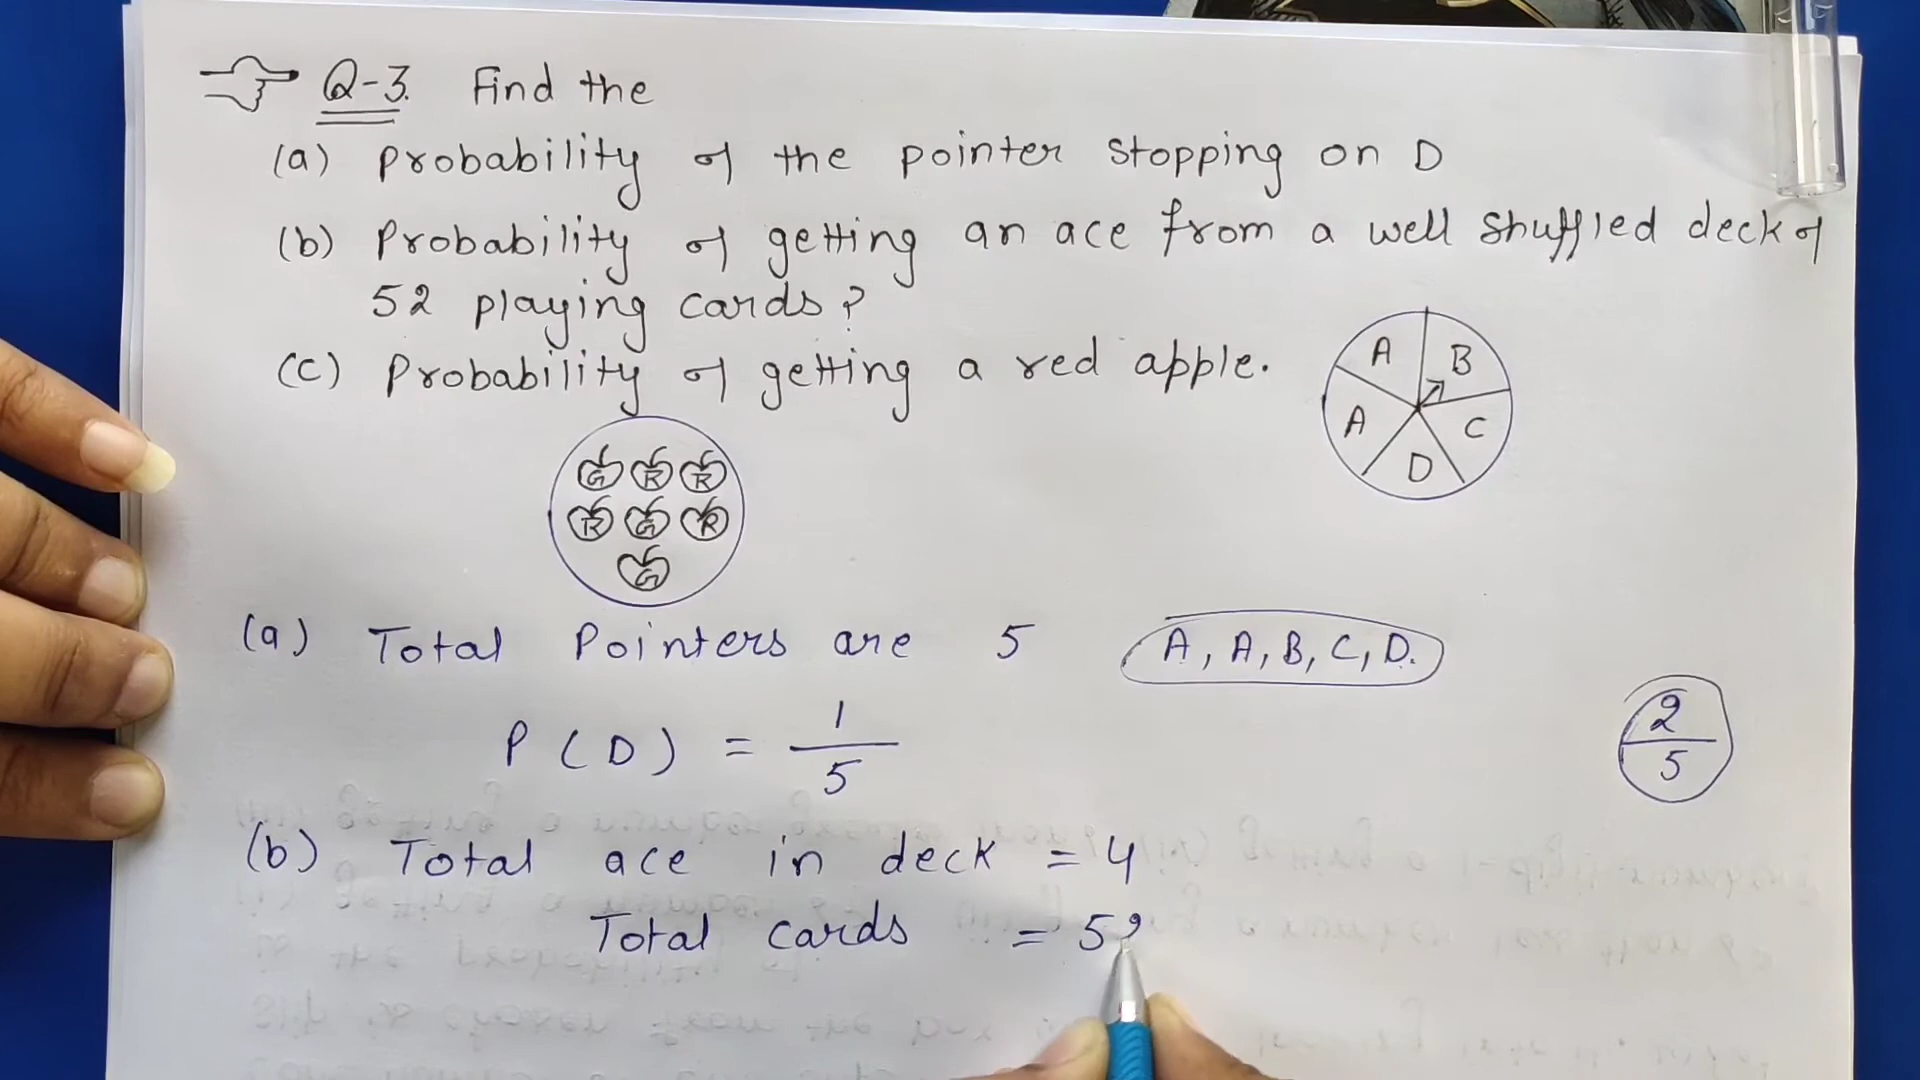 Q-3. Find the
(a) Probability of the pointer stopping on D
(b) Probability of getting an ace from a well shuffled deck of
52 playing cards?
(c) Probability of getting a red apple.
A B
A C
D
G R R
R G R
G
(a) Total Pointers are 5 A, A, B, C, D.
P(D) = 1/5
2/5
(b) Total ace in deck = 4
Total cards = 52